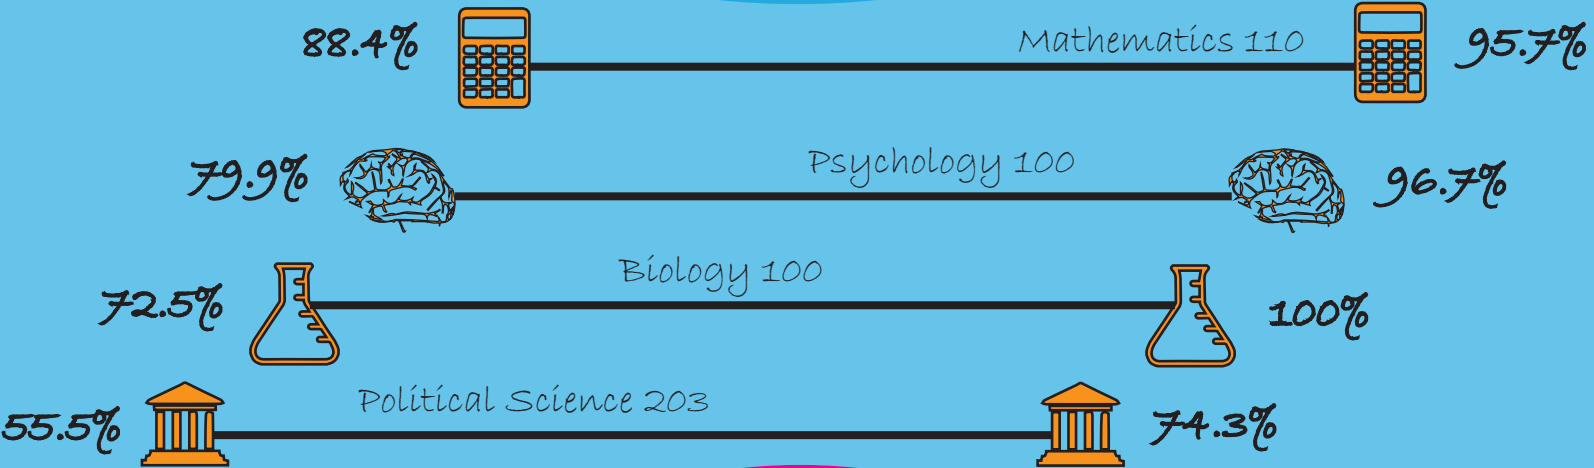 88.4% Mathematics 110 95.7%
79.9% Psychology 100 96.7%
72.5% Biology 100 100%
55.5% Political Science 203 74.3%